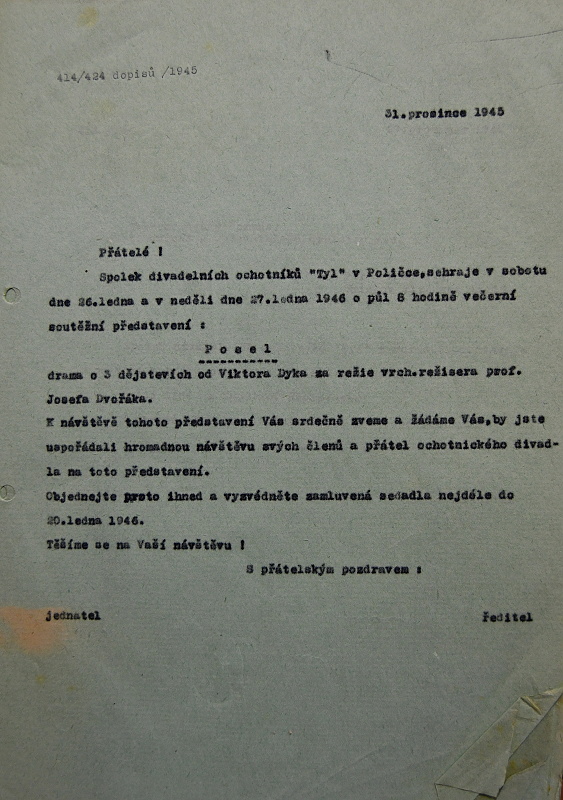 414/424 dopisů /1945
31.prosince 1945
Přátelé !
Spolek divadelních ochotníků "Tyl" v Poličce,sehraje v sobotu
dne 26.ledna a v neděli dne 27.ledna 1946 o půl 8 hodině večerní
soutěžní představení :
P o s e l
drama o 3 dějstevích od Viktora Dyka za režie vrch.režisera prof.
Josefa Dvořáka.
K návštěvě tohoto představení Vás srdečně zveme a žádáme Vás,by jste
uspořádali hromadnou návštěvu svých členů a přátel ochotnického divad-
la na toto představení.
Objednejte proto ihned a vyzvédněte zamluvená sedadla nejdéle do
20.ledna 1946.
Těšíme se na Vaší návštěvu !
S přátelským pozdravem :
jednatel ředitel